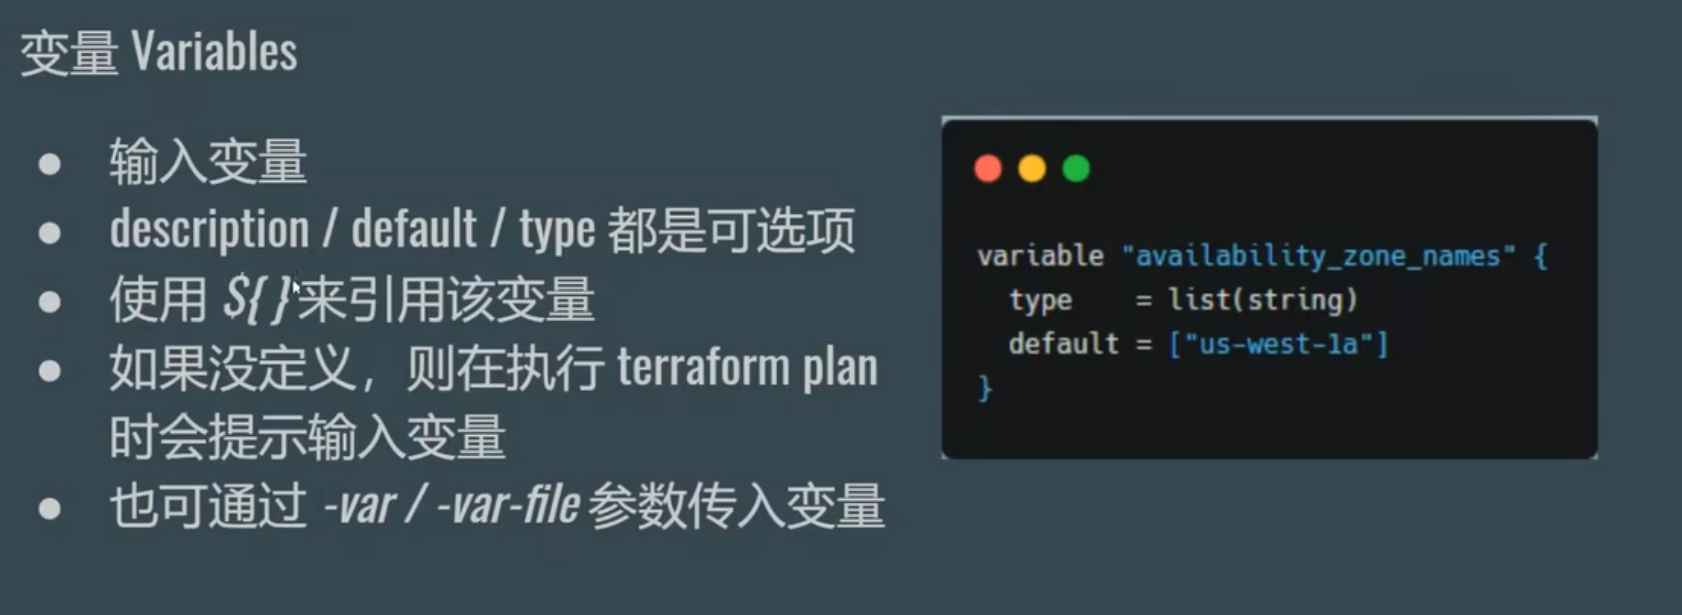 变量 Variables
● 输入变量
● description / default / type 都是可选项
● 使用 ${ } 来引用该变量
● 如果没定义，则在执行 terraform plan
时会提示输入变量
● 也可通过 -var / -var-file 参数传入变量
variable "availability_zone_names" {
  type    = list(string)
  default = ["us-west-1a"]
}